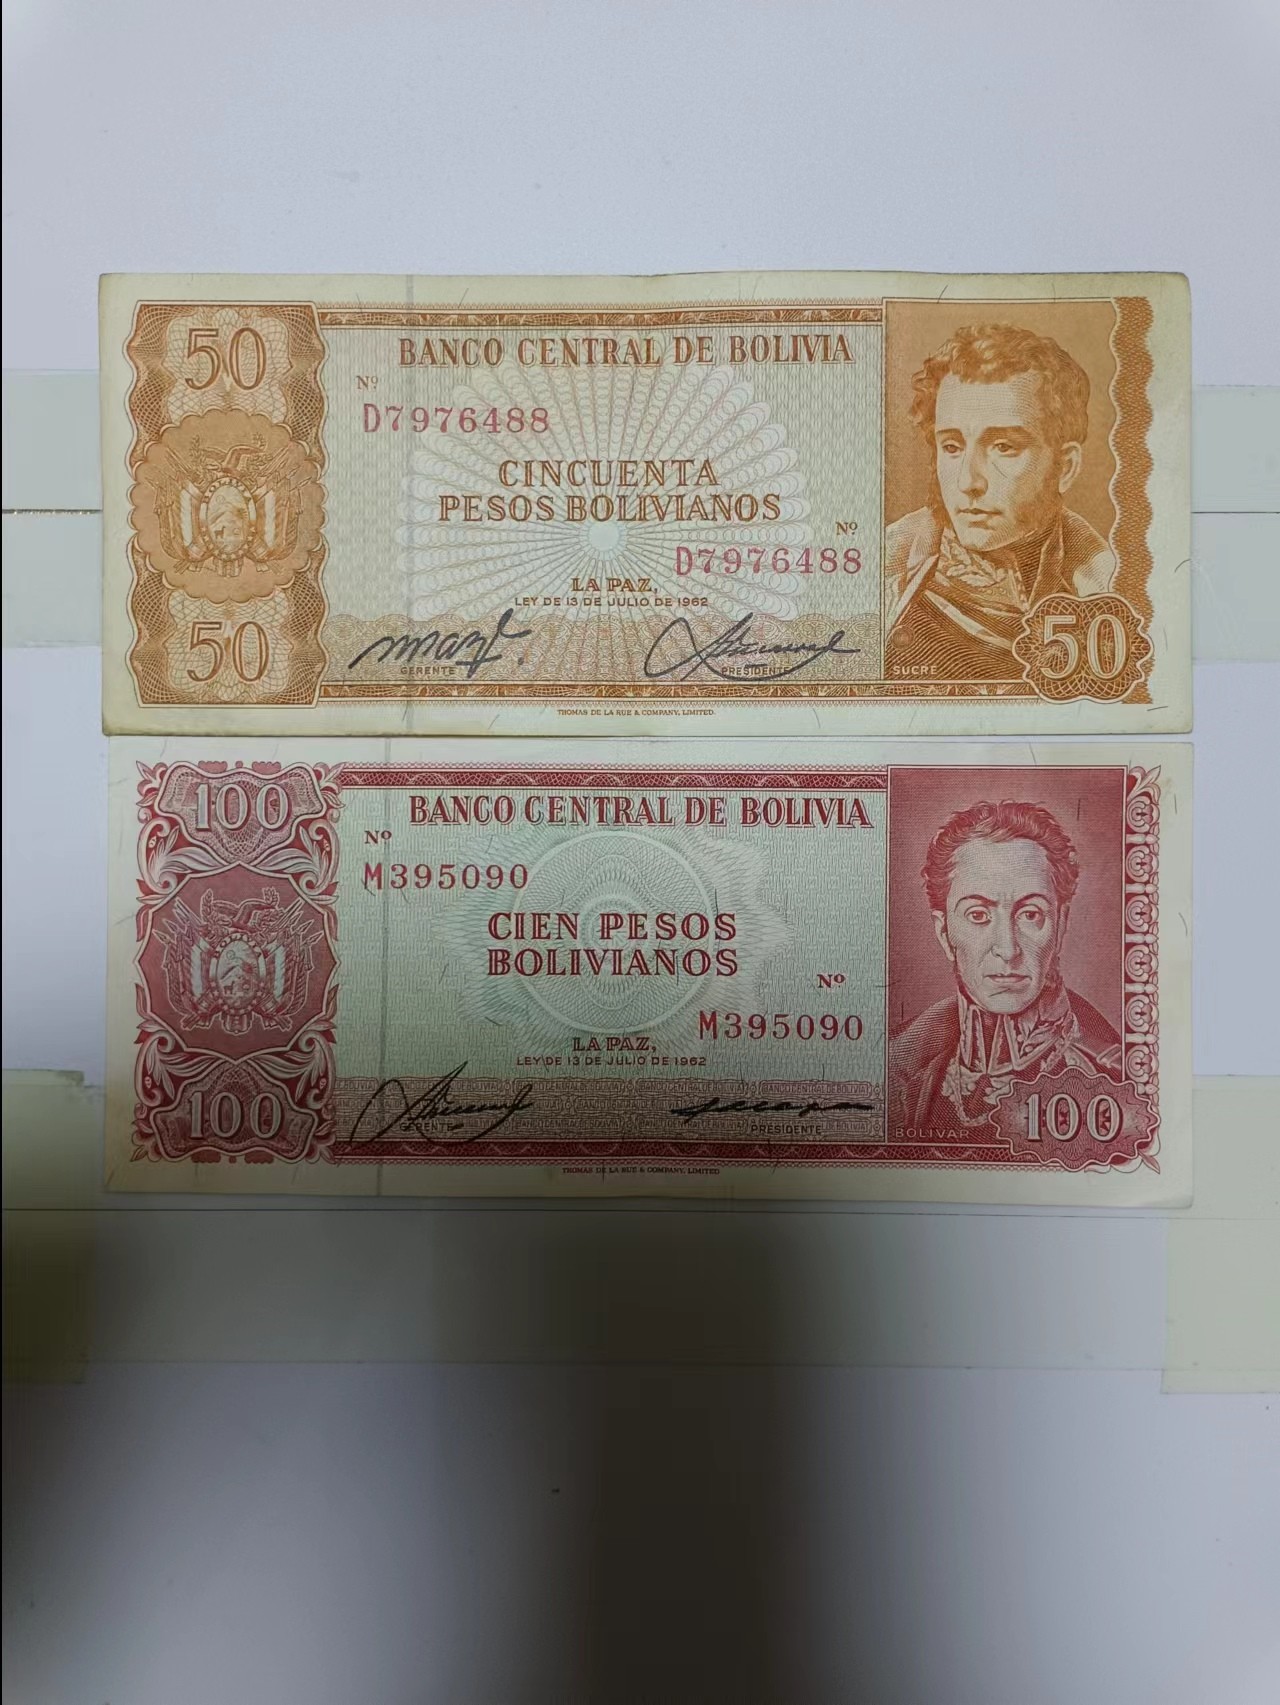 50
BANCO CENTRAL DE BOLIVIA
Nº
D7976488
CINCUENTA
PESOS BOLIVIANOS
Nº
D7976488
LA PAZ,
LEY DE 13 DE JULIO DE 1962
50
GERENTE
PRESIDENTE
SUCRE
50
THOMAS DE LA RUE & COMPANY, LIMITED.
100
BANCO CENTRAL DE BOLIVIA
Nº
M395090
CIEN PESOS
BOLIVIANOS
Nº
M395090
LA PAZ,
LEY DE 13 DE JULIO DE 1962
100
GERENTE
PRESIDENTE
BOLIVAR
100
THOMAS DE LA RUE & COMPANY, LIMITED